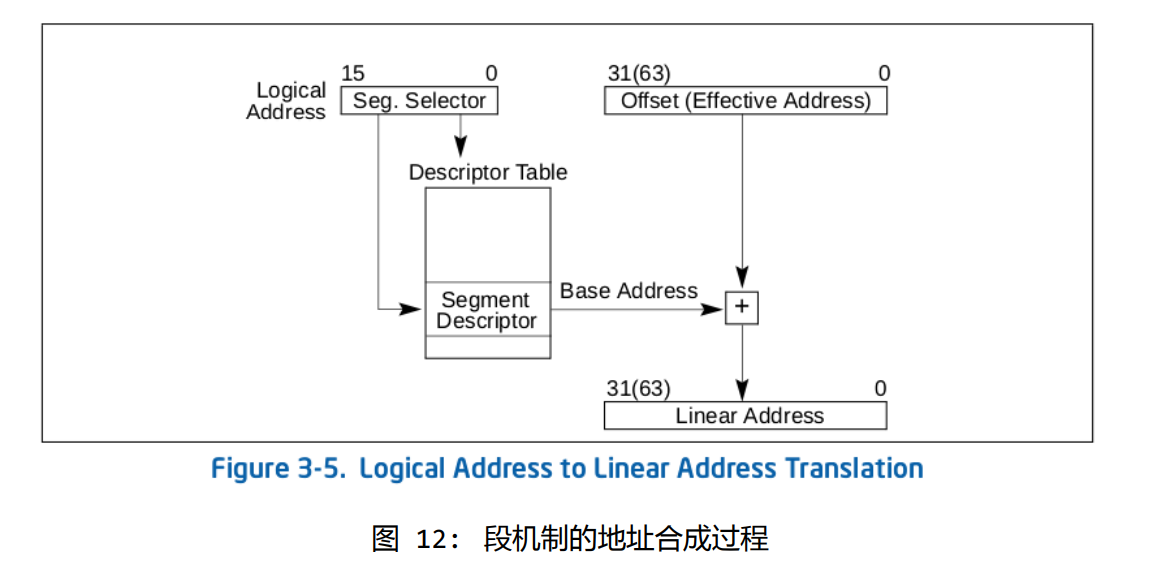 15 0
31(63) 0
Logical
Address
Seg. Selector
Offset (Effective Address)
Descriptor Table
Segment
Descriptor
Base Address
+
31(63) 0
Linear Address
Figure 3-5. Logical Address to Linear Address Translation
图 12: 段机制的地址合成过程